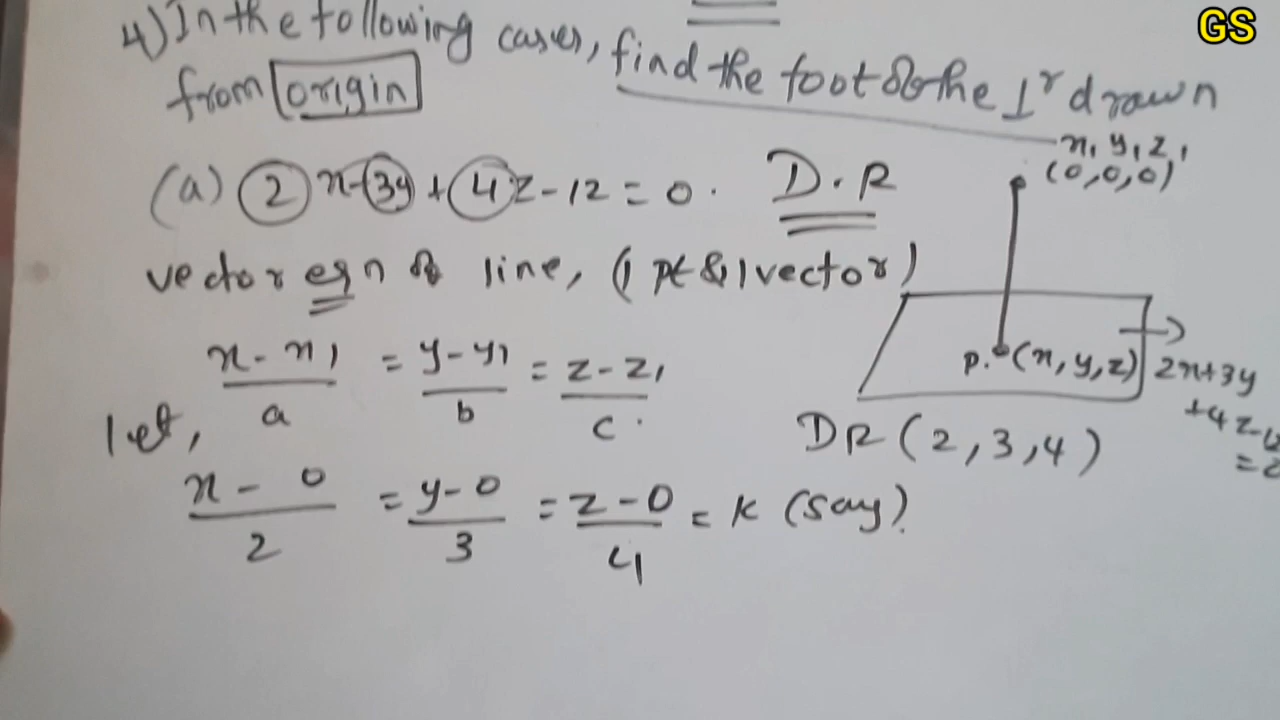 GS
4) In the following cases, find the foot of the ⊥r drawn
from origin
(a) 2x-3y+4z-12=0. D.R
x, y, z,
(0,0,0)
vector eqn of line, (1 pt & 1 vector)
x-x1 / a = y-y1 / b = z-z1 / c.
P. (x,y,z)
2x+3y
+4z-12
=0
let,
DR (2,3,4)
x-0 / 2 = y-0 / 3 = z-0 / 4 = k (say).